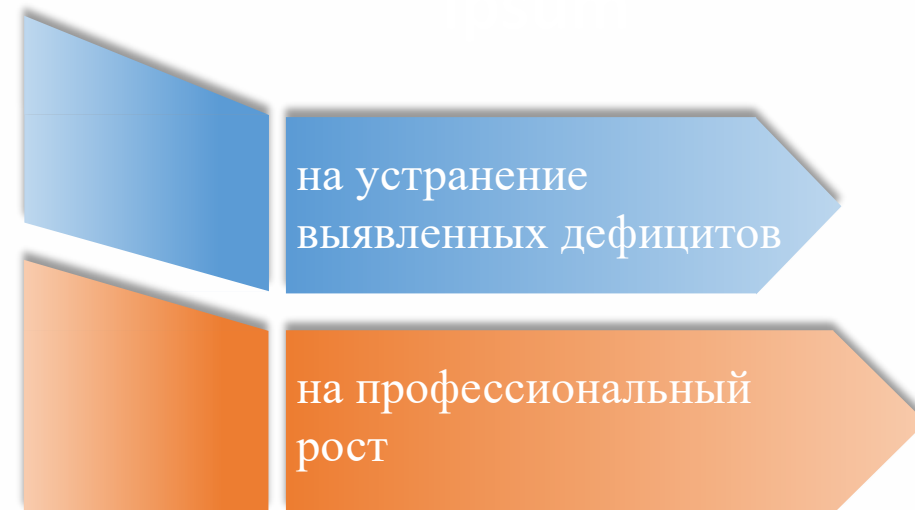 на устранение
выявленных дефицитов
на профессиональный
рост